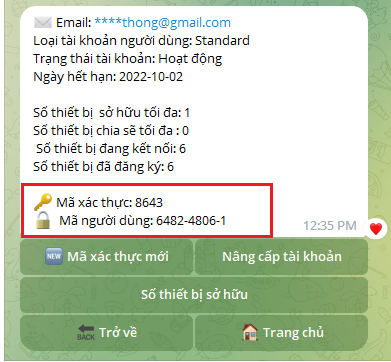 Email: ****thong@gmail.com
Loại tài khoản người dùng: Standard
Trạng thái tài khoản: Hoạt động
Ngày hết hạn: 2022-10-02
Số thiết bị sở hữu tối đa: 1
Số thiết bị chia sẽ tối đa : 0
Số thiết bị đang kết nối: 6
Số thiết bị đã đăng ký: 6
Mã xác thực: 8643
Mã người dùng: 6482-4806-1
12:35 PM
NEW Mã xác thực mới
Nâng cấp tài khoản
Số thiết bị sở hữu
BACK Trở về
Trang chủ